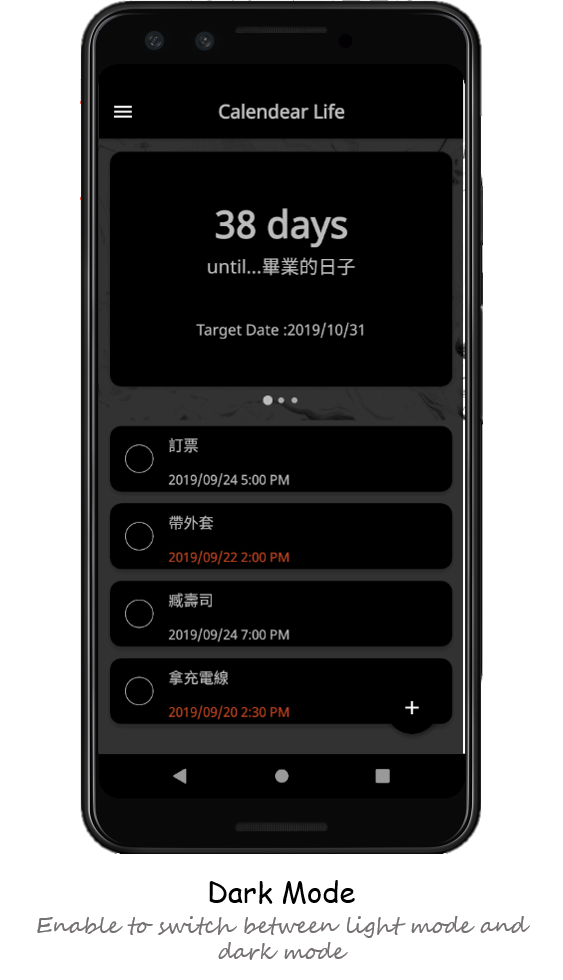 Calendear Life
38 days
until...畢業的日子
Target Date :2019/10/31
訂票
2019/09/24 5:00 PM
帶外套
2019/09/22 2:00 PM
臧壽司
2019/09/24 7:00 PM
拿充電線
2019/09/20 2:30 PM
+
Dark Mode
Enable to switch between light mode and
dark mode